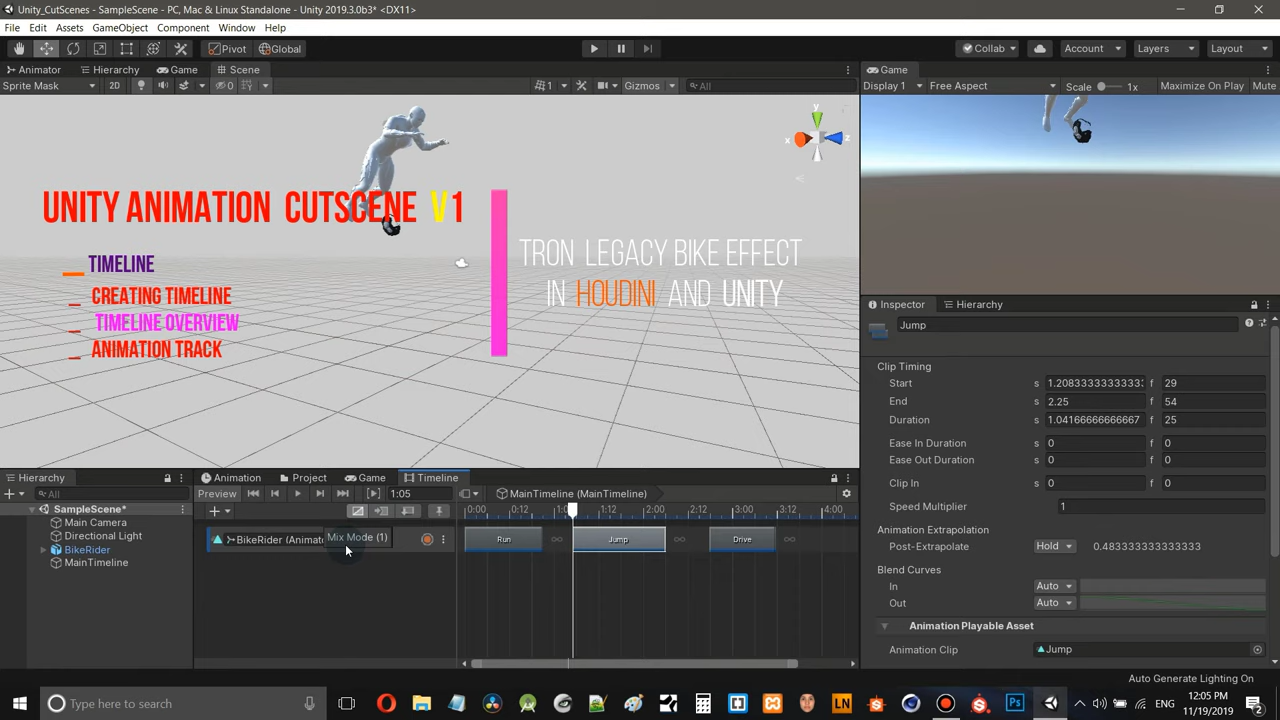 Unity_CutScenes - SampleScene - PC, Mac & Linux Standalone - Unity 2019.3.0b3* <DX11>
File Edit Assets GameObject Component Window Help
Pivot Global Collab Account Layers Layout
Animator Hierarchy Game Scene Game
Sprite Mask 2D 0 1 Gizmos All Display 1 Free Aspect Scale 1x Maximize On Play Mute
y
x z
UNITY ANIMATION CUTSCENE V1
_ TIMELINE
_ CREATING TIMELINE
_ TIMELINE OVERVIEW
_ ANIMATION TRACK
TRON LEGACY BIKE EFFECT
IN HOUDINI AND UNITY
Inspector Hierarchy
Jump
Clip Timing
Start s 1.2083333333333: f 29
End s 2.25 f 54
Duration s 1.04166666666667 f 25
Ease In Duration s 0 f 0
Ease Out Duration s 0 f 0
Clip In s 0 f 0
Speed Multiplier 1
Animation Extrapolation
Post-Extrapolate Hold 0.483333333333333
Blend Curves
In Auto
Out Auto
Animation Playable Asset
Animation Clip Jump
Auto Generate Lighting On
Hierarchy Animation Project Game Timeline
All Preview 1:05 MainTimeline (MainTimeline)
SampleScene*
Main Camera
Directional Light
BikeRider
MainTimeline
0:00 0:12 1:0 1:12 2:00 2:12 3:00 3:12 4:00
BikeRider (Animat Mix Mode (1) Run Jump Drive
Type here to search
LN Ps ENG
12:05 PM
11/19/2019
2